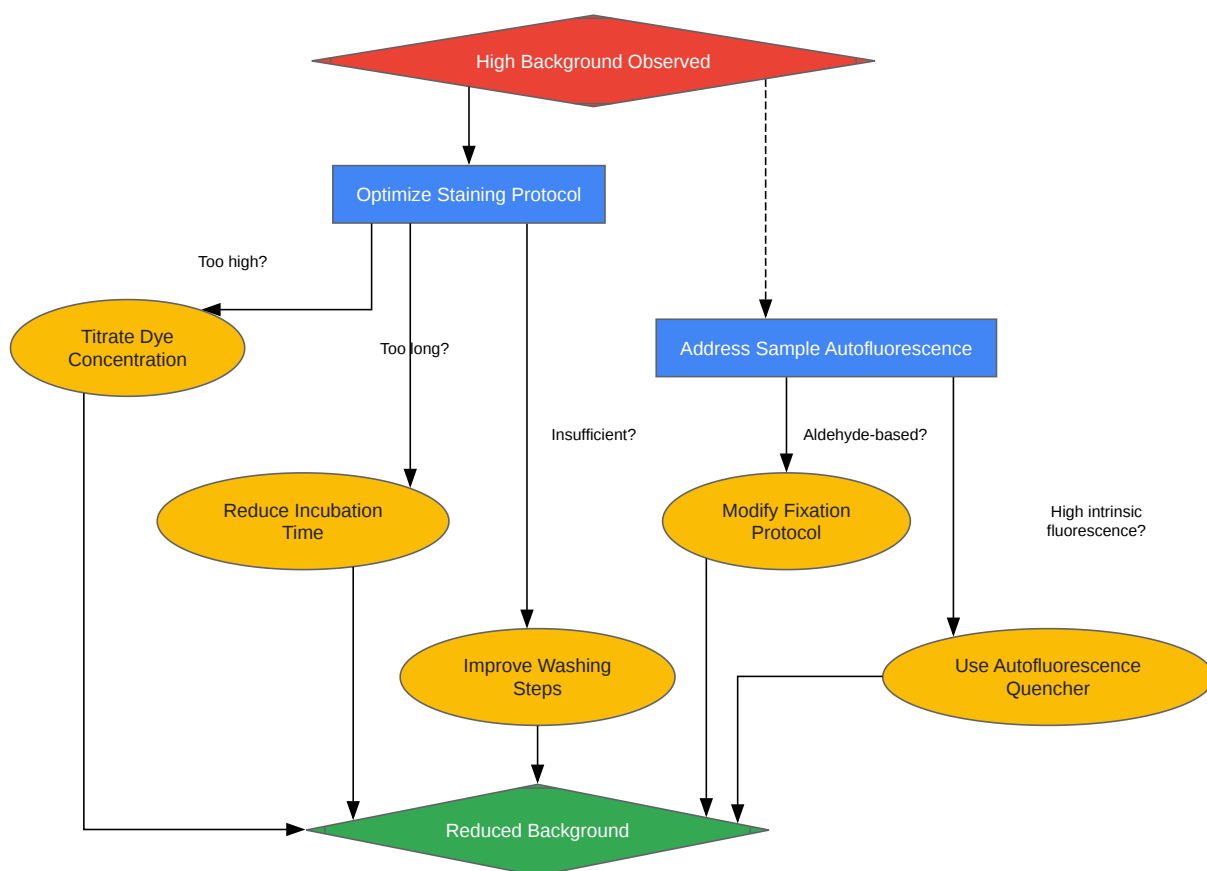 High Background Observed
Optimize Staining Protocol
Too high?
Titrate Dye
Concentration
Too long?
Address Sample Autofluorescence
Insufficient?
Aldehyde-based?
Reduce Incubation
Time
Modify Fixation
Protocol
High intrinsic
fluorescence?
Improve Washing
Steps
Use Autofluorescence
Quencher
Reduced Background